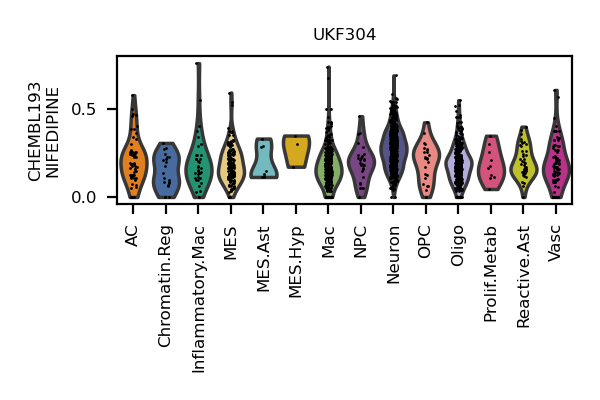 UKF304
CHEMBL193
NIFEDIPINE
0.5
0.0
AC
Chromatin.Reg
Inflammatory.Mac
MES
MES.Ast
MES.Hyp
Mac
NPC
Neuron
OPC
Oligo
Prolif.Metab
Reactive.Ast
Vasc